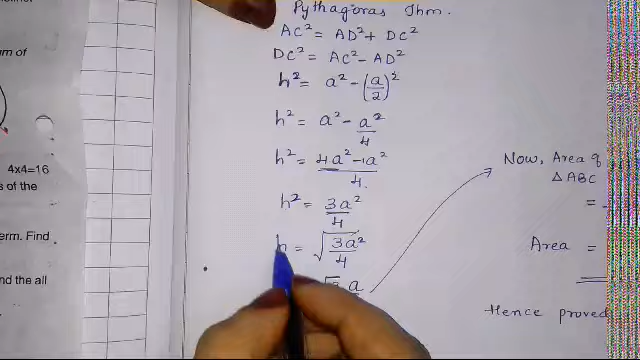 Pythagoras Thm.
AC² = AD² + DC²
DC² = AC² - AD²
h² = a² - (a/2)²
h² = a² - a²/4
h² = 4a² - 1a²/4.
h² = 3a²/4
h = √3a²/4
a
Now, Area of
△ABC
=
Area =
Hence proved
m of
4x4=16
s of the
erm. Find
nd the all